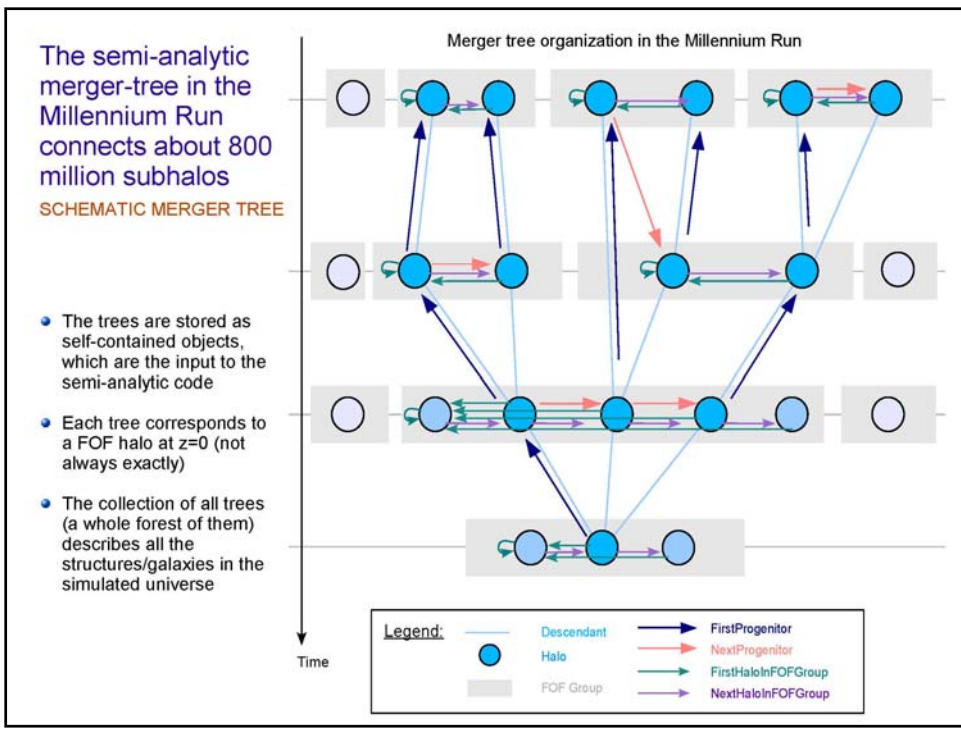 The semi-analytic
merger-tree in the
Millennium Run
connects about 800
million subhalos
SCHEMATIC MERGER TREE
The trees are stored as
self-contained objects,
which are the input to the
semi-analytic code
Each tree corresponds to
a FOF halo at z=0 (not
always exactly)
The collection of all trees
(a whole forest of them)
describes all the
structures/galaxies in the
simulated universe
Merger tree organization in the Millennium Run
Time
Legend:
Descendant
Halo
FOF Group
FirstProgenitor
NextProgenitor
FirstHaloInFOFGroup
NextHaloInFOFGroup